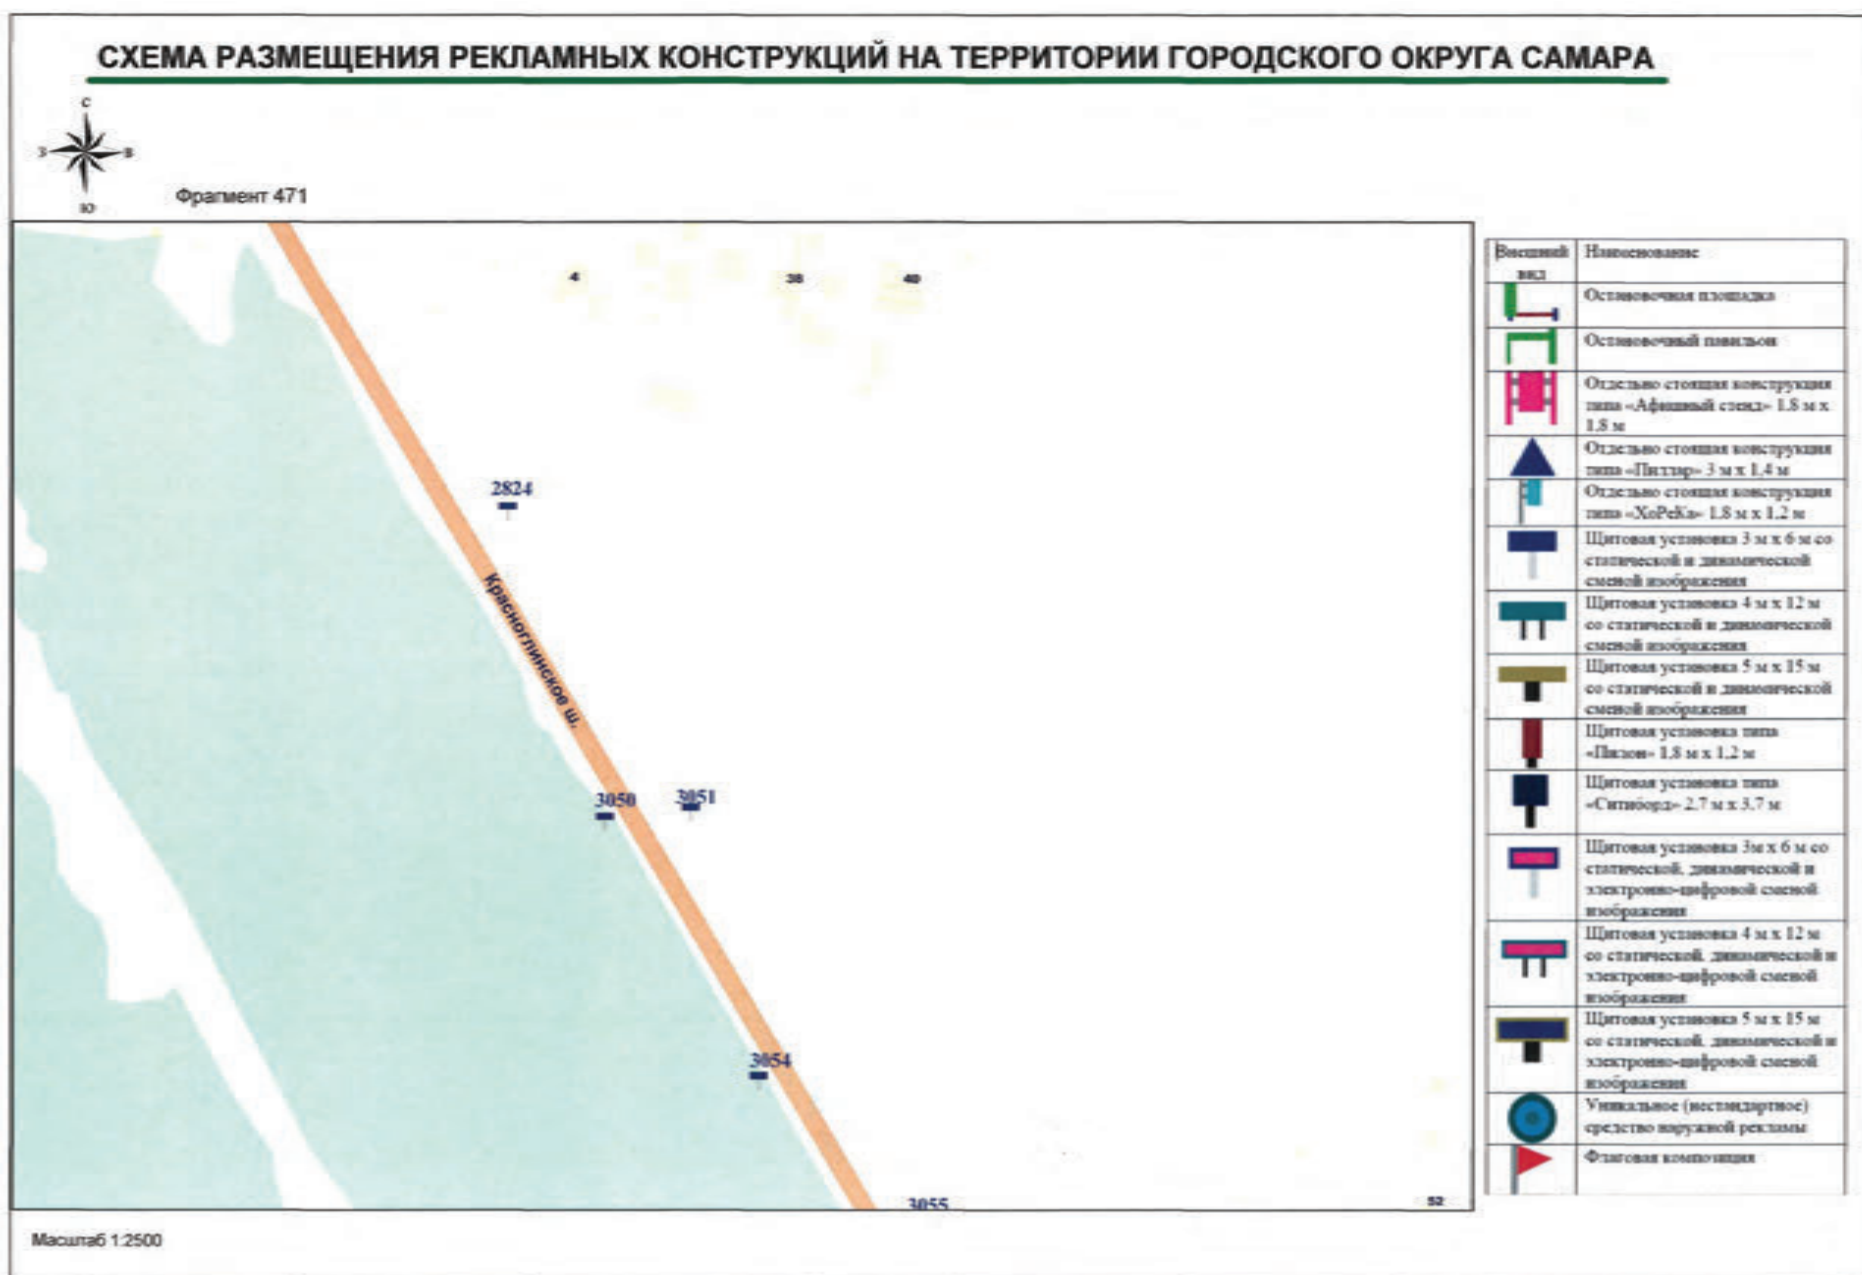 СХЕМА РАЗМЕЩЕНИЯ РЕКЛАМНЫХ КОНСТРУКЦИЙ НА ТЕРРИТОРИИ ГОРОДСКОГО ОКРУГА САМАРА
С
З В
Ю
Фрагмент 471
4 38 40
2824
Красноглинское ш.
3050 3051
3054
3055
52
Внешний Наименование
вид
Остановочная площадка
Остановочный павильон
Отдельно стоящая конструкция
типа «Афишный стенд» 1,8 м х
1,8 м
Отдельно стоящая конструкция
типа «Пиллар» 3 м х 1,4 м
Отдельно стоящая конструкция
типа «ХоРеКа» 1,8 м х 1,2 м
Щитовая установка 3 м х 6 м со
статической и динамической
сменой изображения
Щитовая установка 4 м х 12 м
со статической и динамической
сменой изображения
Щитовая установка 5 м х 15 м
со статической и динамической
сменой изображения
Щитовая установка типа
«Пилон» 1,8 м х 1,2 м
Щитовая установка типа
«Ситиборд» 2,7 м х 3,7 м
Щитовая установка 3м х 6 м со
статической, динамической и
электронно-цифровой сменой
изображения
Щитовая установка 4 м х 12 м
со статической, динамической и
электронно-цифровой сменой
изображения
Щитовая установка 5 м х 15 м
со статической, динамической и
электронно-цифровой сменой
изображения
Уникальное (нестандартное)
средство наружной рекламы
Флаговая композиция
Масштаб 1:2500